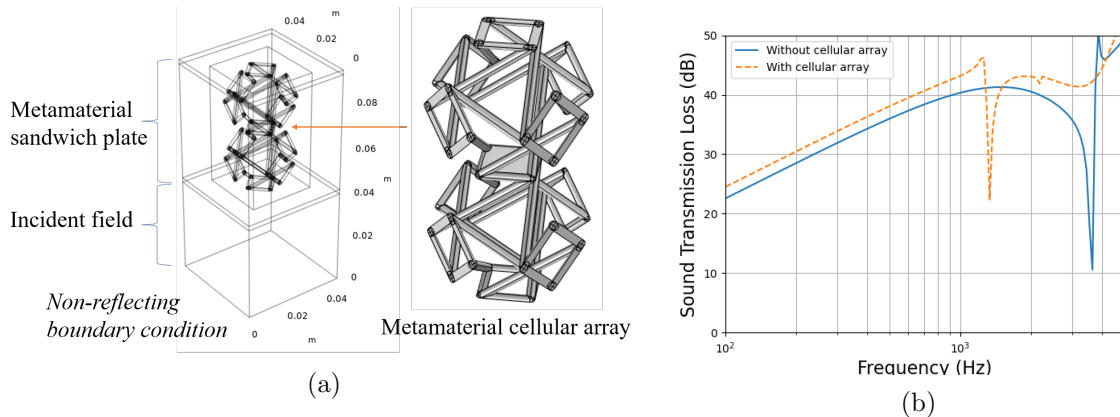 0.04
m
0.02
0
Metamaterial
sandwich plate
0.08
0.06
m
0.04
Incident field
0.02
0
Non-reflecting
boundary condition
0.04
0.02
0
m
Metamaterial cellular array
(a)
Sound Transmission Loss (dB)
50
40
30
20
10
0
Without cellular array
With cellular array
10²
10³
Frequency (Hz)
(b)